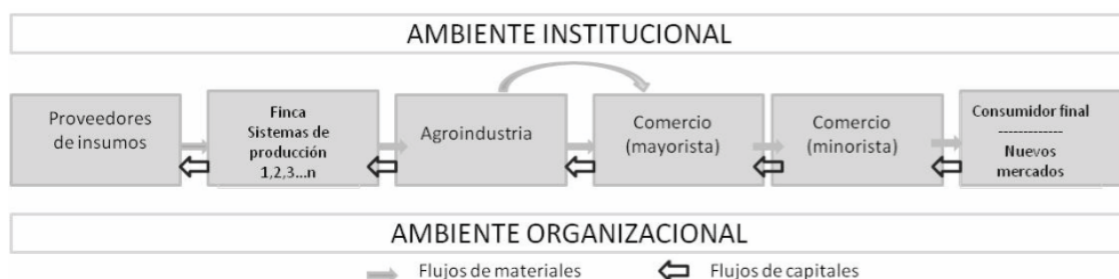 AMBIENTE INSTITUCIONAL
Proveedores
de insumos
Finca
Sistemas de
producción
1,2,3...n
Agroindustria
Comercio
(mayorista)
Comercio
(minorista)
Consumidor final
-------------
Nuevos
mercados
AMBIENTE ORGANIZACIONAL
Flujos de materiales
Flujos de capitales